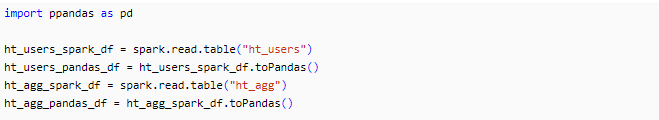 import ppandas as pd
ht_users_spark_df = spark.read.table("ht_users")
ht_users_pandas_df = ht_users_spark_df.toPandas()
ht_agg_spark_df = spark.read.table("ht_agg")
ht_agg_pandas_df = ht_agg_spark_df.toPandas()